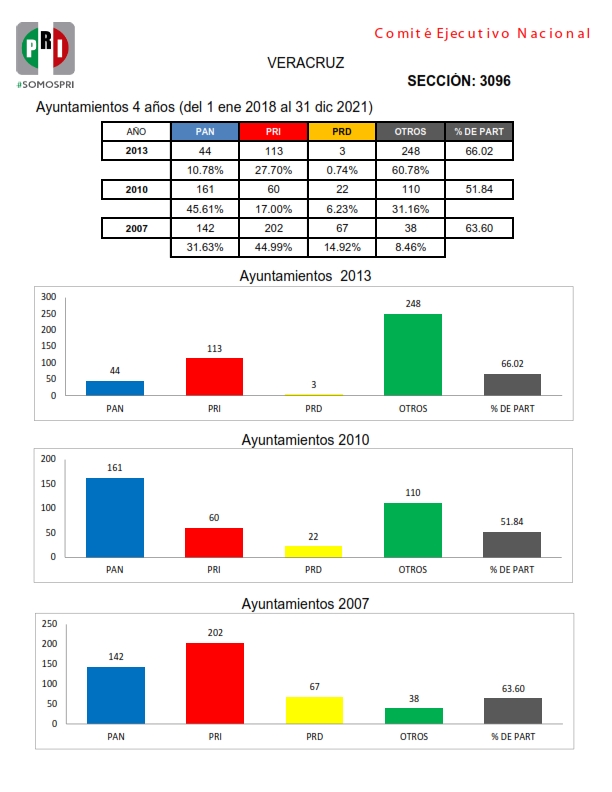 Comité Ejecutivo Nacional
PRI
#SOMOSPRI
VERACRUZ
SECCIÓN: 3096
Ayuntamientos 4 años (del 1 ene 2018 al 31 dic 2021)
AÑO PAN PRI PRD OTROS % DE PART
2013 44 113 3 248 66.02
10.78% 27.70% 0.74% 60.78%
2010 161 60 22 110 51.84
45.61% 17.00% 6.23% 31.16%
2007 142 202 67 38 63.60
31.63% 44.99% 14.92% 8.46%
Ayuntamientos 2013
300
250
200
150
100
50
0
44 113 3 248 66.02
PAN PRI PRD OTROS % DE PART
Ayuntamientos 2010
200
150
100
50
0
161 60 22 110 51.84
PAN PRI PRD OTROS % DE PART
Ayuntamientos 2007
250
200
150
100
50
0
142 202 67 38 63.60
PAN PRI PRD OTROS % DE PART